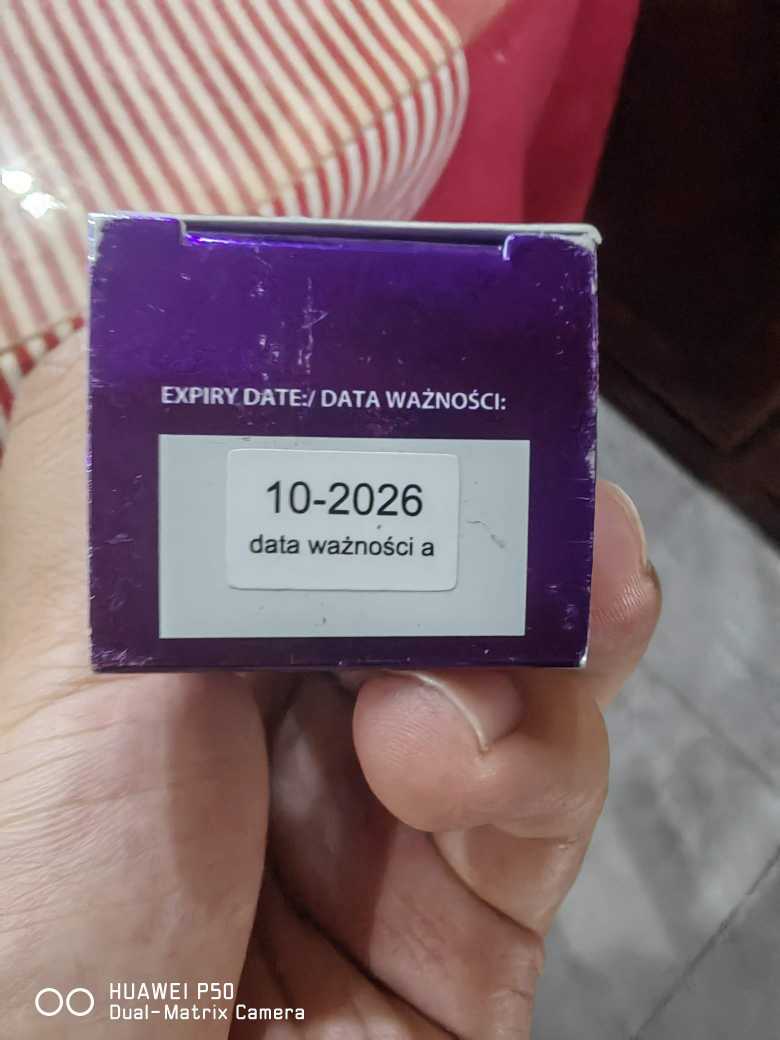 EXPIRY DATE:/ DATA WAŻNOŚCI:
10-2026
data ważności a
HUAWEI P50
Dual-Matrix Camera